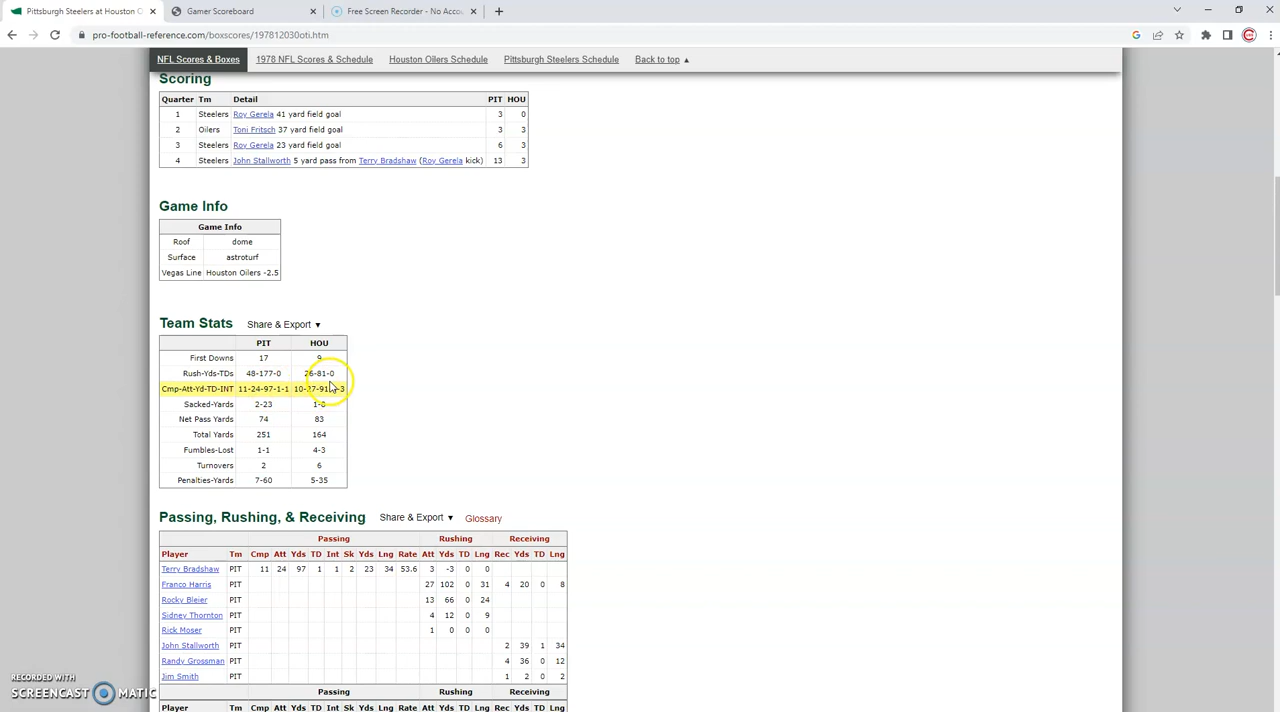 Pittsburgh Steelers at Houston O
Gamer Scoreboard
Free Screen Recorder - No Accou
pro-football-reference.com/boxscores/197812030oti.htm
NFL Scores & Boxes 1978 NFL Scores & Schedule Houston Oilers Schedule Pittsburgh Steelers Schedule Back to top ▲
Scoring
Quarter Tm Detail PIT HOU
1 Steelers Roy Gerela 41 yard field goal 3 0
2 Oilers Toni Fritsch 37 yard field goal 3 3
3 Steelers Roy Gerela 23 yard field goal 6 3
4 Steelers John Stallworth 5 yard pass from Terry Bradshaw (Roy Gerela kick) 13 3
Game Info
Game Info
Roof dome
Surface astroturf
Vegas Line Houston Oilers -2.5
Team Stats Share & Export ▼
PIT HOU
First Downs 17 9
Rush-Yds-TDs 48-177-0 26-81-0
Cmp-Att-Yd-TD-INT 11-24-97-1-1 10-27-91 -3
Sacked-Yards 2-23 1-8
Net Pass Yards 74 83
Total Yards 251 164
Fumbles-Lost 1-1 4-3
Turnovers 2 6
Penalties-Yards 7-60 5-35
Passing, Rushing, & Receiving Share & Export ▼ Glossary
Passing Rushing Receiving
Player Tm Cmp Att Yds TD Int Sk Yds Lng Rate Att Yds TD Lng Rec Yds TD Lng
Terry Bradshaw PIT 11 24 97 1 1 2 23 34 53.6 3 -3 0 0
Franco Harris PIT 27 102 0 31 4 20 0 8
Rocky Bleier PIT 13 66 0 24
Sidney Thornton PIT 4 12 0 9
Rick Moser PIT 1 0 0 0
John Stallworth PIT 2 39 1 34
Randy Grossman PIT 4 36 0 12
Jim Smith PIT 1 2 0 2
Passing Rushing Receiving
Player Tm Cmp Att Yds TD Int Sk Yds Lng Rate Att Yds TD Lng Rec Yds TD Lng
RECORDED WITH
SCREENCAST MATIC